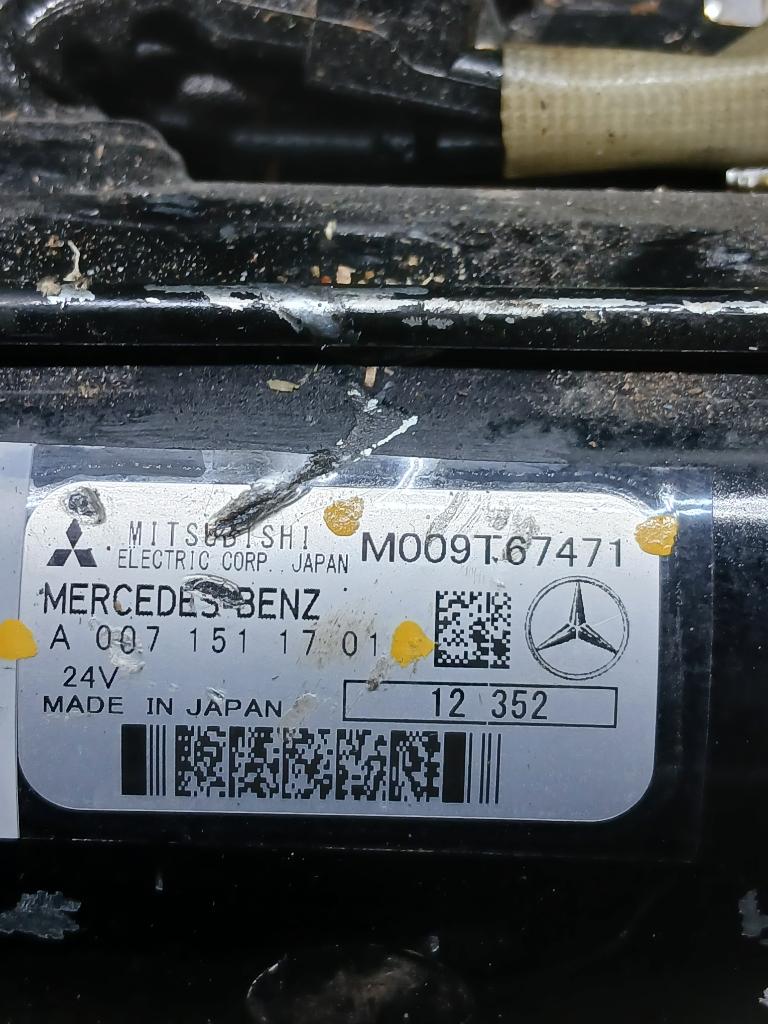 MITSUBISHI
ELECTRIC CORP. JAPAN
M009T67471
MERCEDES-BENZ
A 007 151 17 01
24V
MADE IN JAPAN
12 352